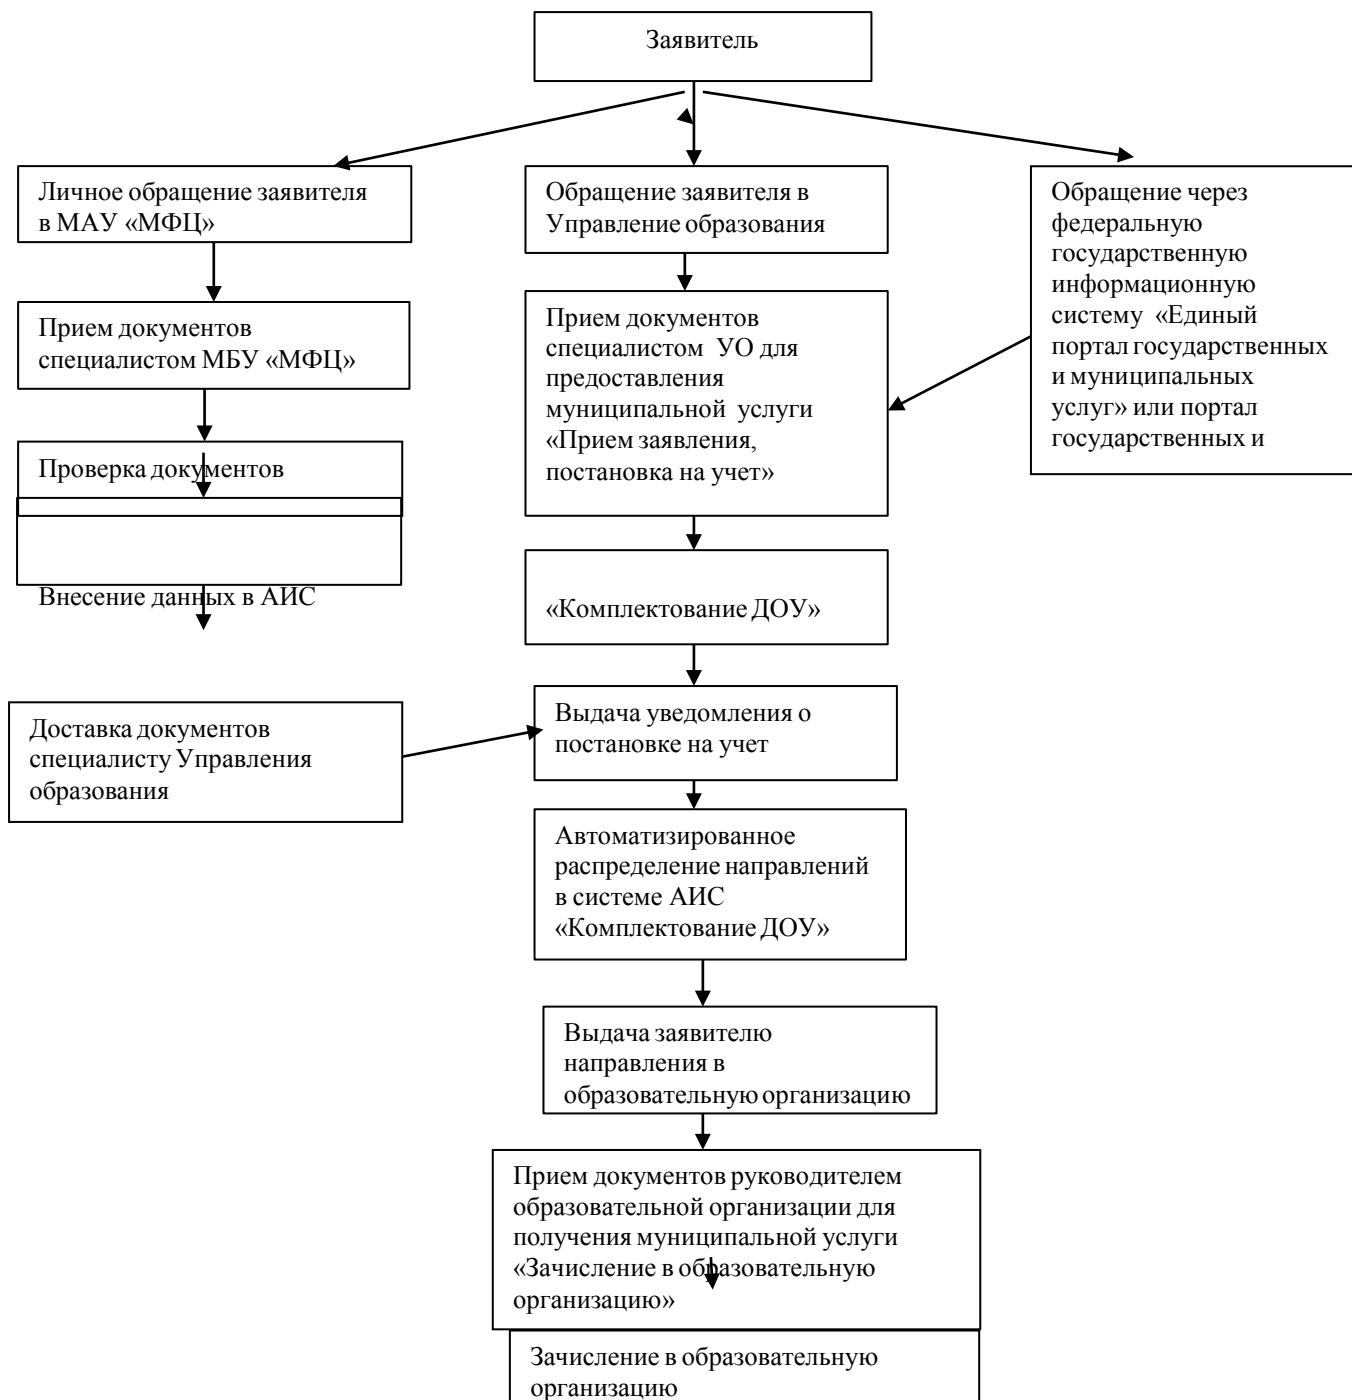 Заявитель
Личное обращение заявителя
в МАУ «МФЦ»
Обращение заявителя в
Управление образования
Обращение через
федеральную
государственную
информационную
систему «Единый
портал государственных
и муниципальных
услуг» или портал
государственных и
Прием документов
специалистом МБУ «МФЦ»
Прием документов
специалистом УО для
предоставления
муниципальной услуги
«Прием заявления,
постановка на учет»
Проверка документов
Внесение данных в АИС
«Комплектование ДОУ»
Доставка документов
специалисту Управления
образования
Выдача уведомления о
постановке на учет
Автоматизированное
распределение направлений
в системе АИС
«Комплектование ДОУ»
Выдача заявителю
направления в
образовательную организацию
Прием документов руководителем
образовательной организации для
получения муниципальной услуги
«Зачисление в образовательную
организацию»
Зачисление в образовательную
организацию